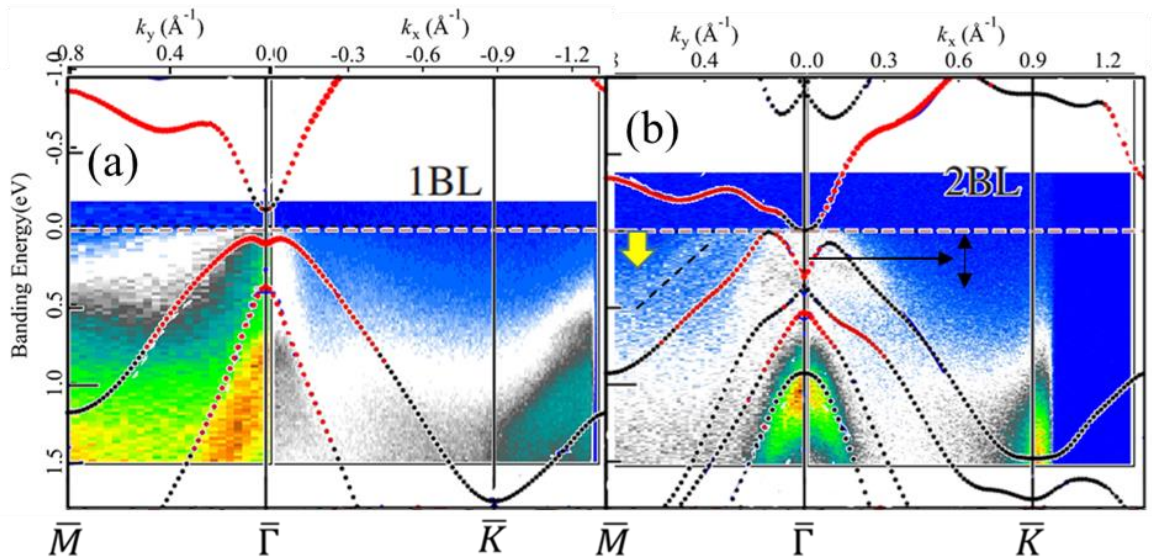 k_y (Å⁻¹) k_x (Å⁻¹) k_y (Å⁻¹) k_x (Å⁻¹)
0.8 0.4 0.0 -0.3 -0.6 -0.9 -1.2 0.4 0.0 0.6 0.9 1.2
-1.0
(a) (b)
-0.5
1BL 2BL
0.0
0.5
1.0
1.5
Banding Energy(eV)
M̅ Γ̅ K̅ M̅ Γ̅ K̅